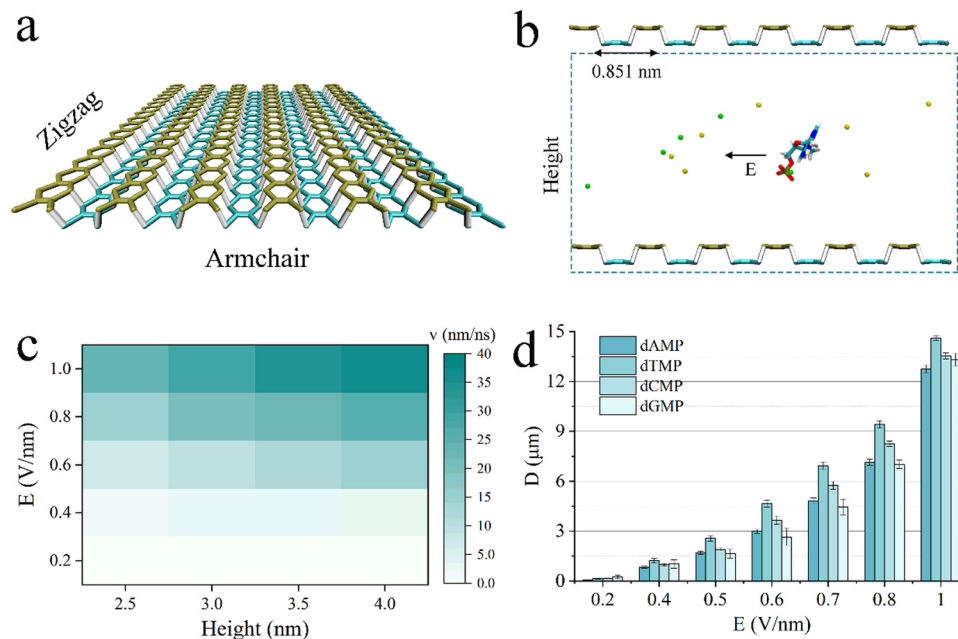 a
Zigzag
Armchair
b
0.851 nm
Height
E
c
ν (nm/ns)
1.0
0.8
0.6
0.4
0.2
E (V/nm)
2.5 3.0 3.5 4.0
Height (nm)
40
35
30
25
20
15
10
5.0
0.0
d
dAMP
dTMP
dCMP
dGMP
15
12
9
6
3
0
D (μm)
0.2 0.4 0.5 0.6 0.7 0.8 1
E (V/nm)